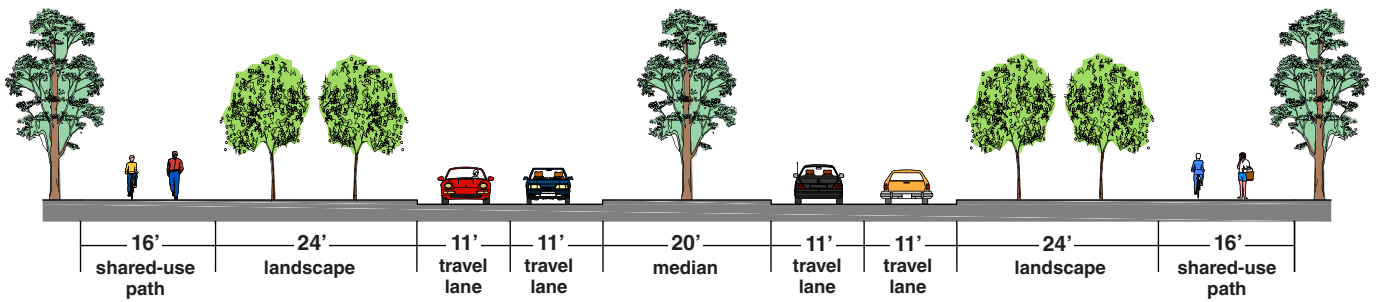 16’ 24’ 11’ 11’ 20’ 11’ 11’ 24’ 16’
shared-use landscape travel travel median travel travel landscape shared-use
path lane lane lane lane path